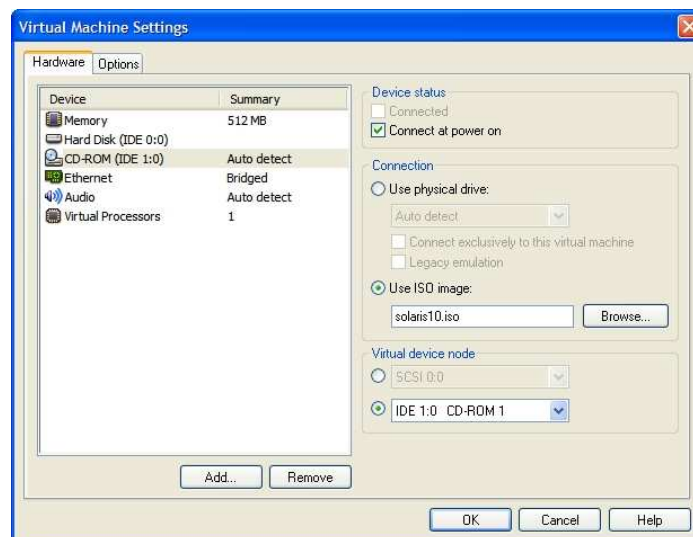 Virtual Machine Settings
Hardware Options
Device Summary
Memory 512 MB
Hard Disk (IDE 0:0)
CD-ROM (IDE 1:0) Auto detect
Ethernet Bridged
Audio Auto detect
Virtual Processors 1
Add... Remove
Device status
Connected
Connect at power on
Connection
Use physical drive:
Auto detect
Connect exclusively to this virtual machine
Legacy emulation
Use ISO image:
solaris10.iso Browse...
Virtual device node
SCSI 0:0
IDE 1:0 CD-ROM 1
OK Cancel Help